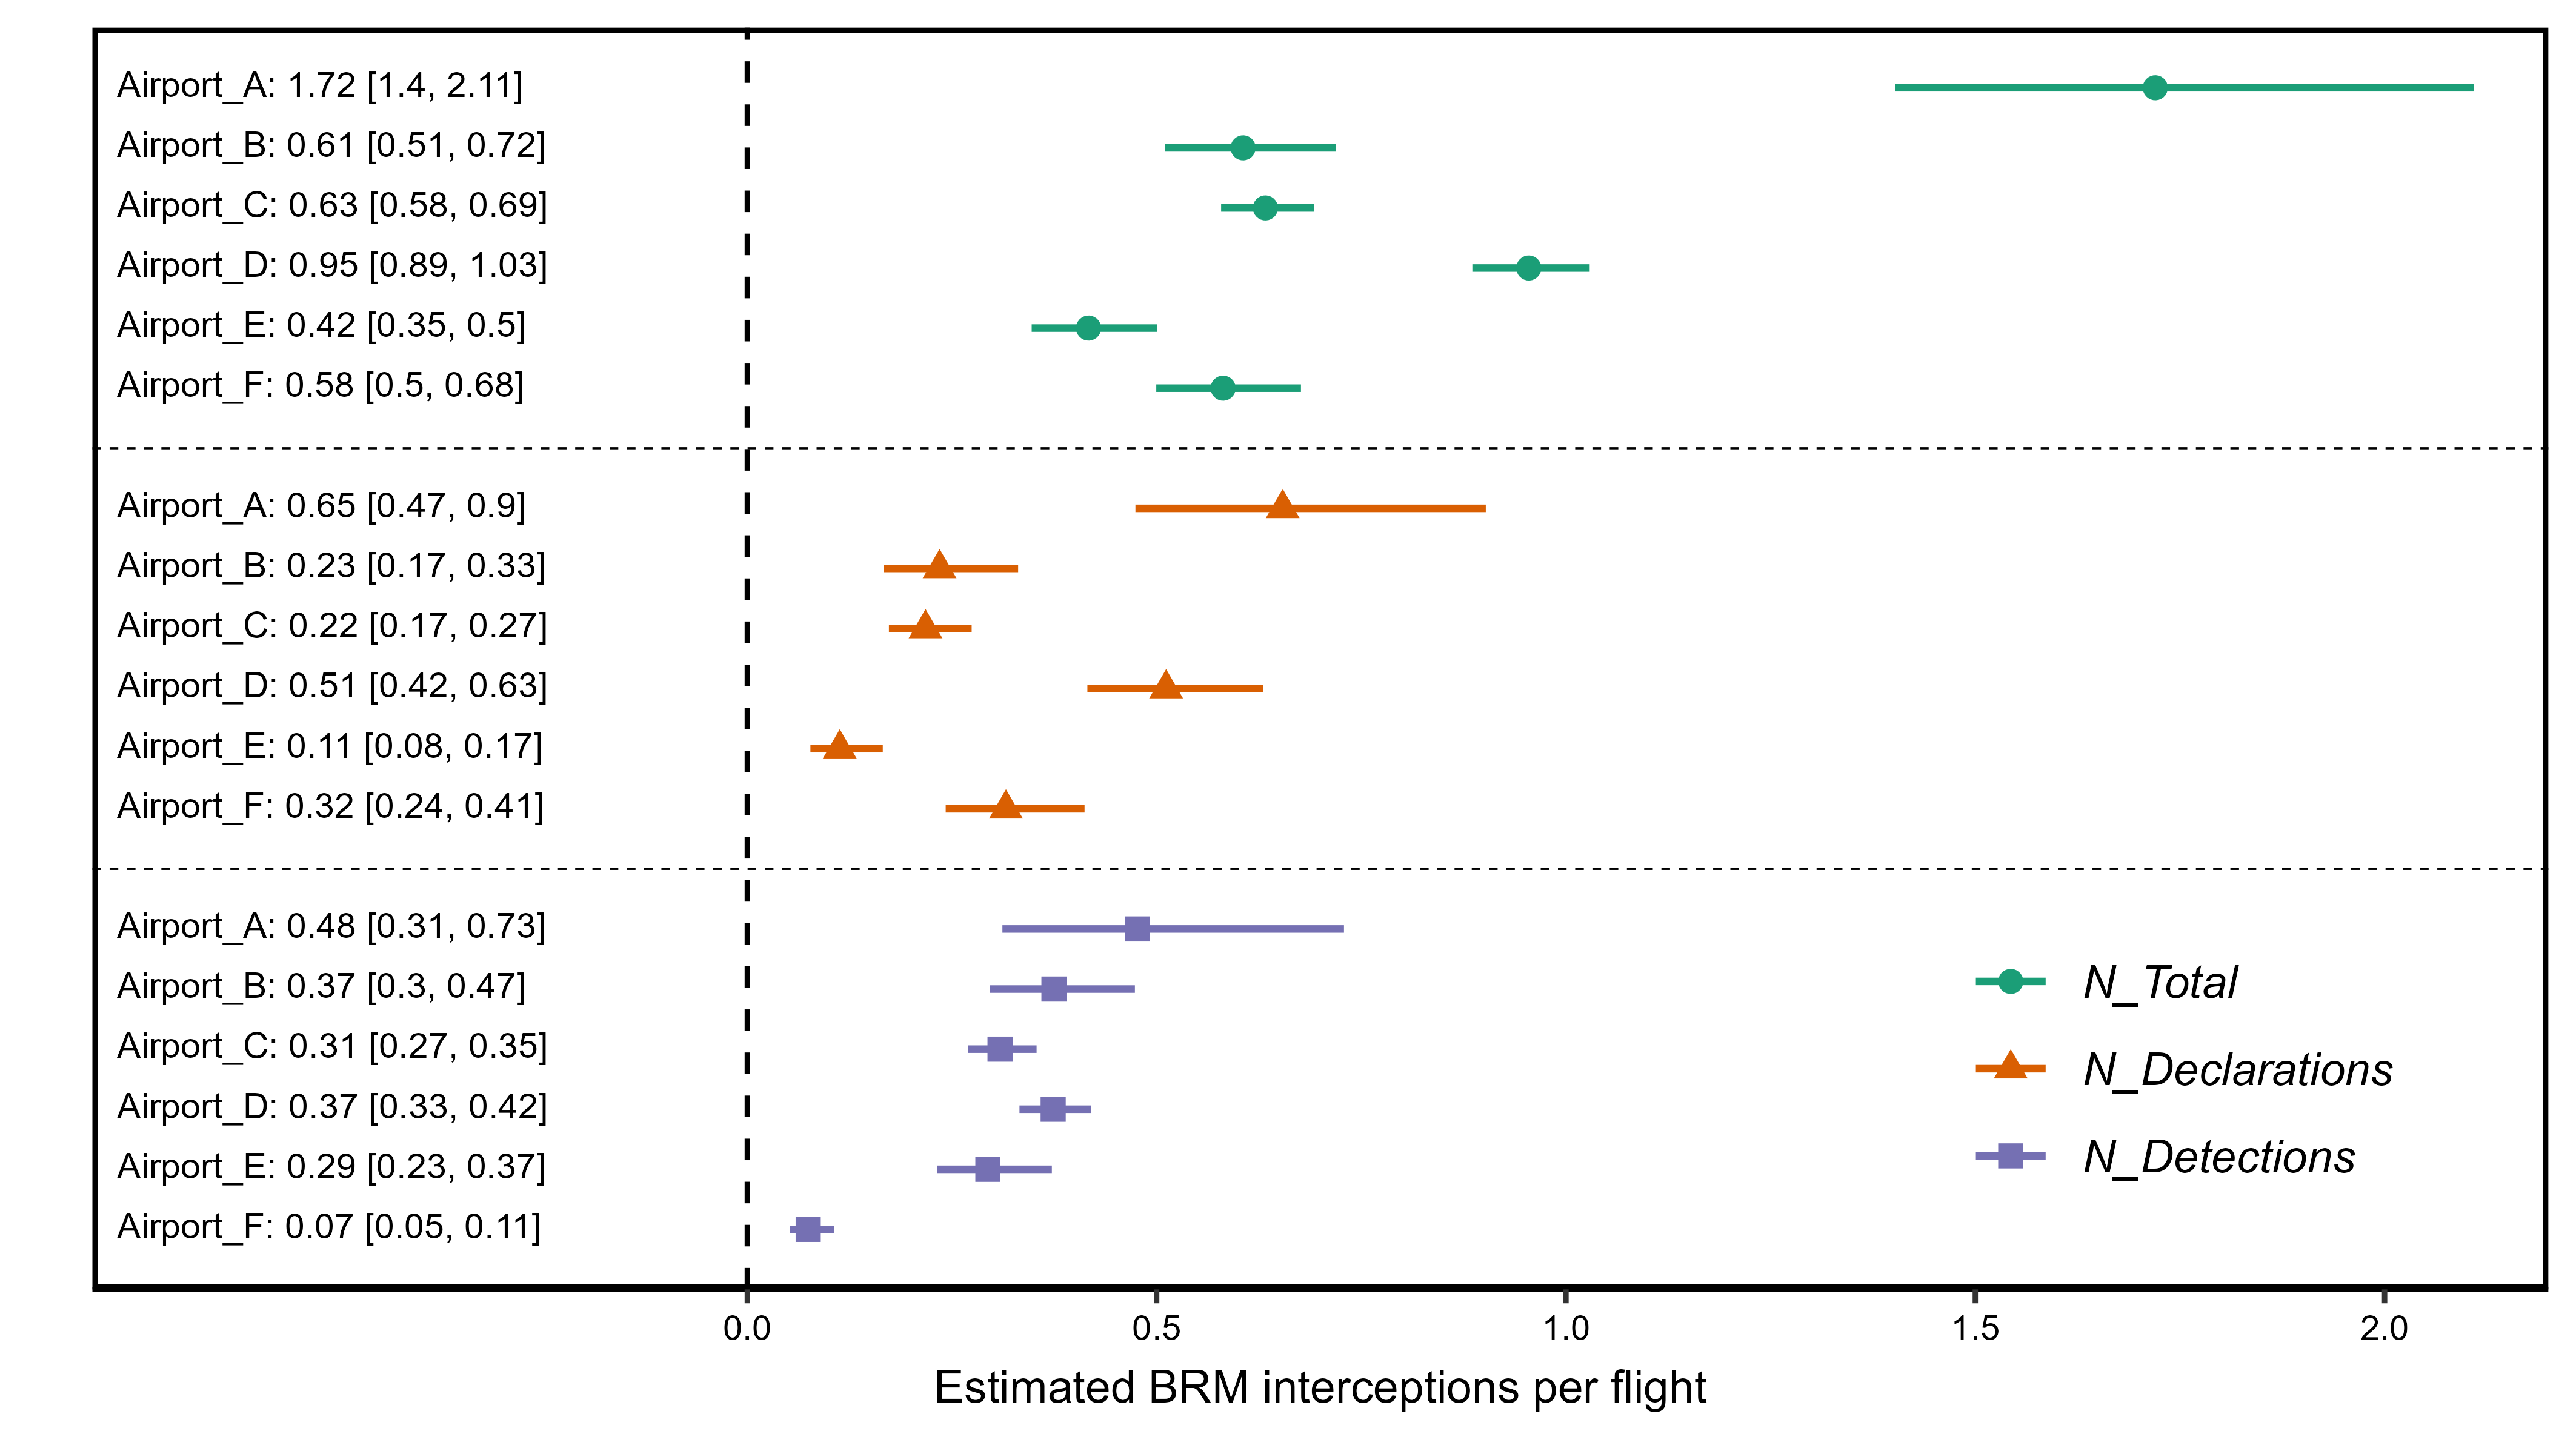 Airport_A: 1.72 [1.4, 2.11]
Airport_B: 0.61 [0.51, 0.72]
Airport_C: 0.63 [0.58, 0.69]
Airport_D: 0.95 [0.89, 1.03]
Airport_E: 0.42 [0.35, 0.5]
Airport_F: 0.58 [0.5, 0.68]
Airport_A: 0.65 [0.47, 0.9]
Airport_B: 0.23 [0.17, 0.33]
Airport_C: 0.22 [0.17, 0.27]
Airport_D: 0.51 [0.42, 0.63]
Airport_E: 0.11 [0.08, 0.17]
Airport_F: 0.32 [0.24, 0.41]
Airport_A: 0.48 [0.31, 0.73]
Airport_B: 0.37 [0.3, 0.47]
Airport_C: 0.31 [0.27, 0.35]
Airport_D: 0.37 [0.33, 0.42]
Airport_E: 0.29 [0.23, 0.37]
Airport_F: 0.07 [0.05, 0.11]
N_Total
N_Declarations
N_Detections
0.0 0.5 1.0 1.5 2.0
Estimated BRM interceptions per flight